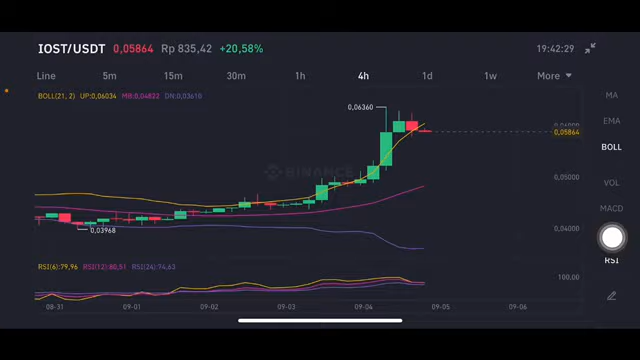 IOST/USDT 0,05864 Rp 835,42 +20,58% 19:42:29
Line 5m 15m 30m 1h 4h 1d 1w More
BOLL(21, 2) UP:0,06034 MB:0,04822 DN:0,03610
MA
0,06360
EMA
0,05864
BOLL
BINANCE
0,05000
VOL
MACD
0,04000
0,03968
RSI
RSI(6):79,96 RSI(12):80,51 RSI(24):74,63
100,00
08-31 09-01 09-02 09-03 09-04 09-05 09-06